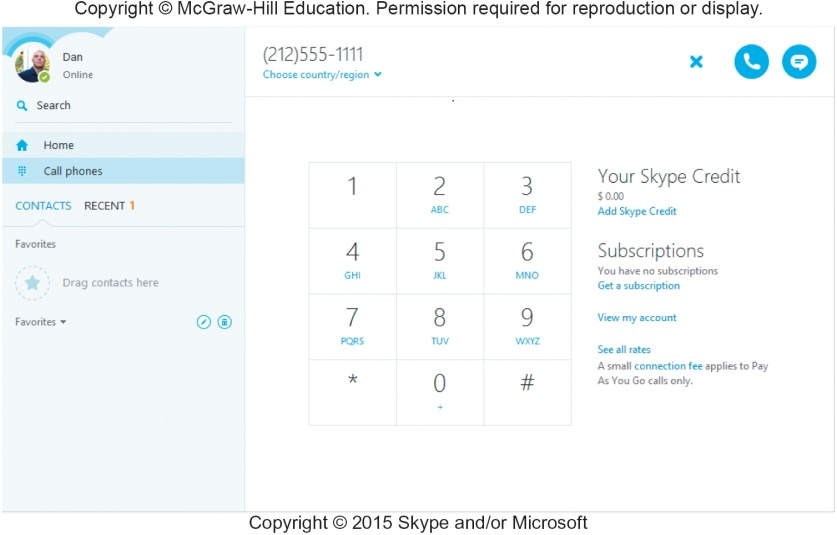 Copyright © McGraw-Hill Education. Permission required for reproduction or display.
Dan
Online
Search
Home
Call phones
CONTACTS RECENT 1
Favorites
Drag contacts here
Favorites
(212)555-1111
Choose country/region
1 2 3
ABC DEF
4 5 6
GHI JKL MNO
7 8 9
PQRS TUV WXYZ
* 0 #
+
Your Skype Credit
$ 0.00
Add Skype Credit
Subscriptions
You have no subscriptions
Get a subscription
View my account
See all rates
A small connection fee applies to Pay
As You Go calls only.
Copyright © 2015 Skype and/or Microsoft